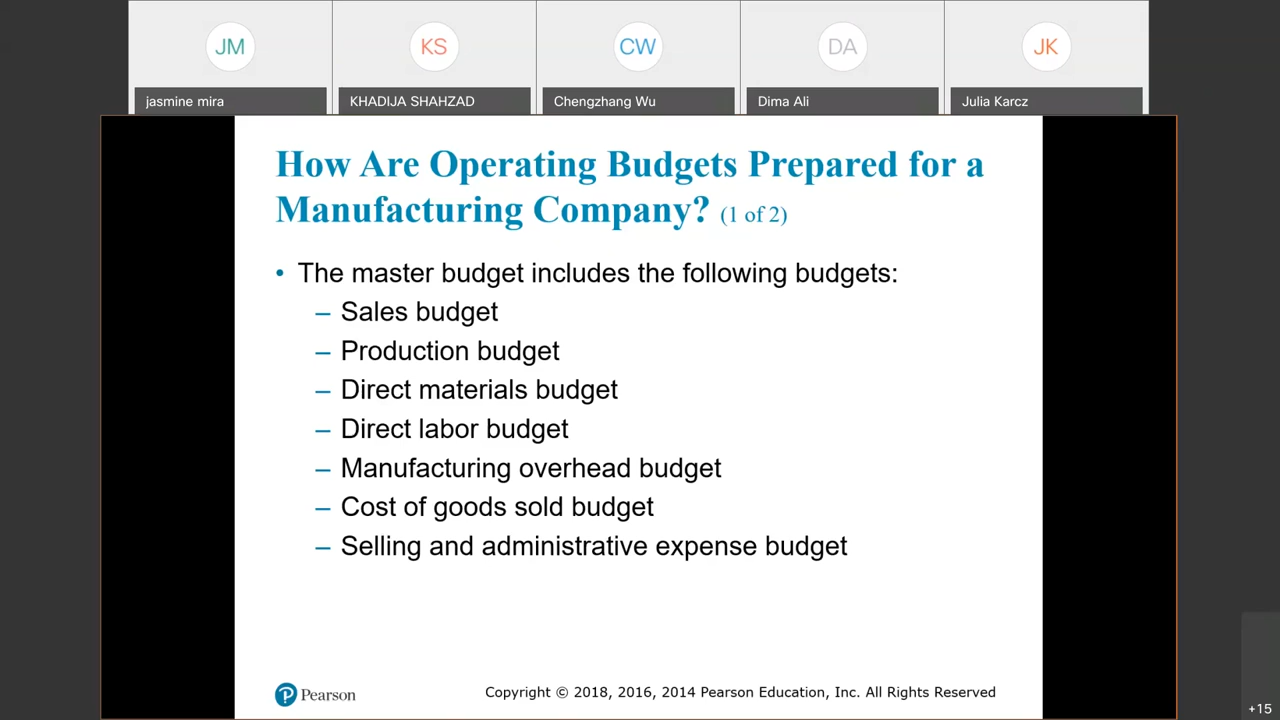 JM
KS
CW
DA
JK
jasmine mira
KHADIJA SHAHZAD
Chengzhang Wu
Dima Ali
Julia Karcz
How Are Operating Budgets Prepared for a
Manufacturing Company? (1 of 2)
• The master budget includes the following budgets:
– Sales budget
– Production budget
– Direct materials budget
– Direct labor budget
– Manufacturing overhead budget
– Cost of goods sold budget
– Selling and administrative expense budget
P Pearson
Copyright © 2018, 2016, 2014 Pearson Education, Inc. All Rights Reserved
+15